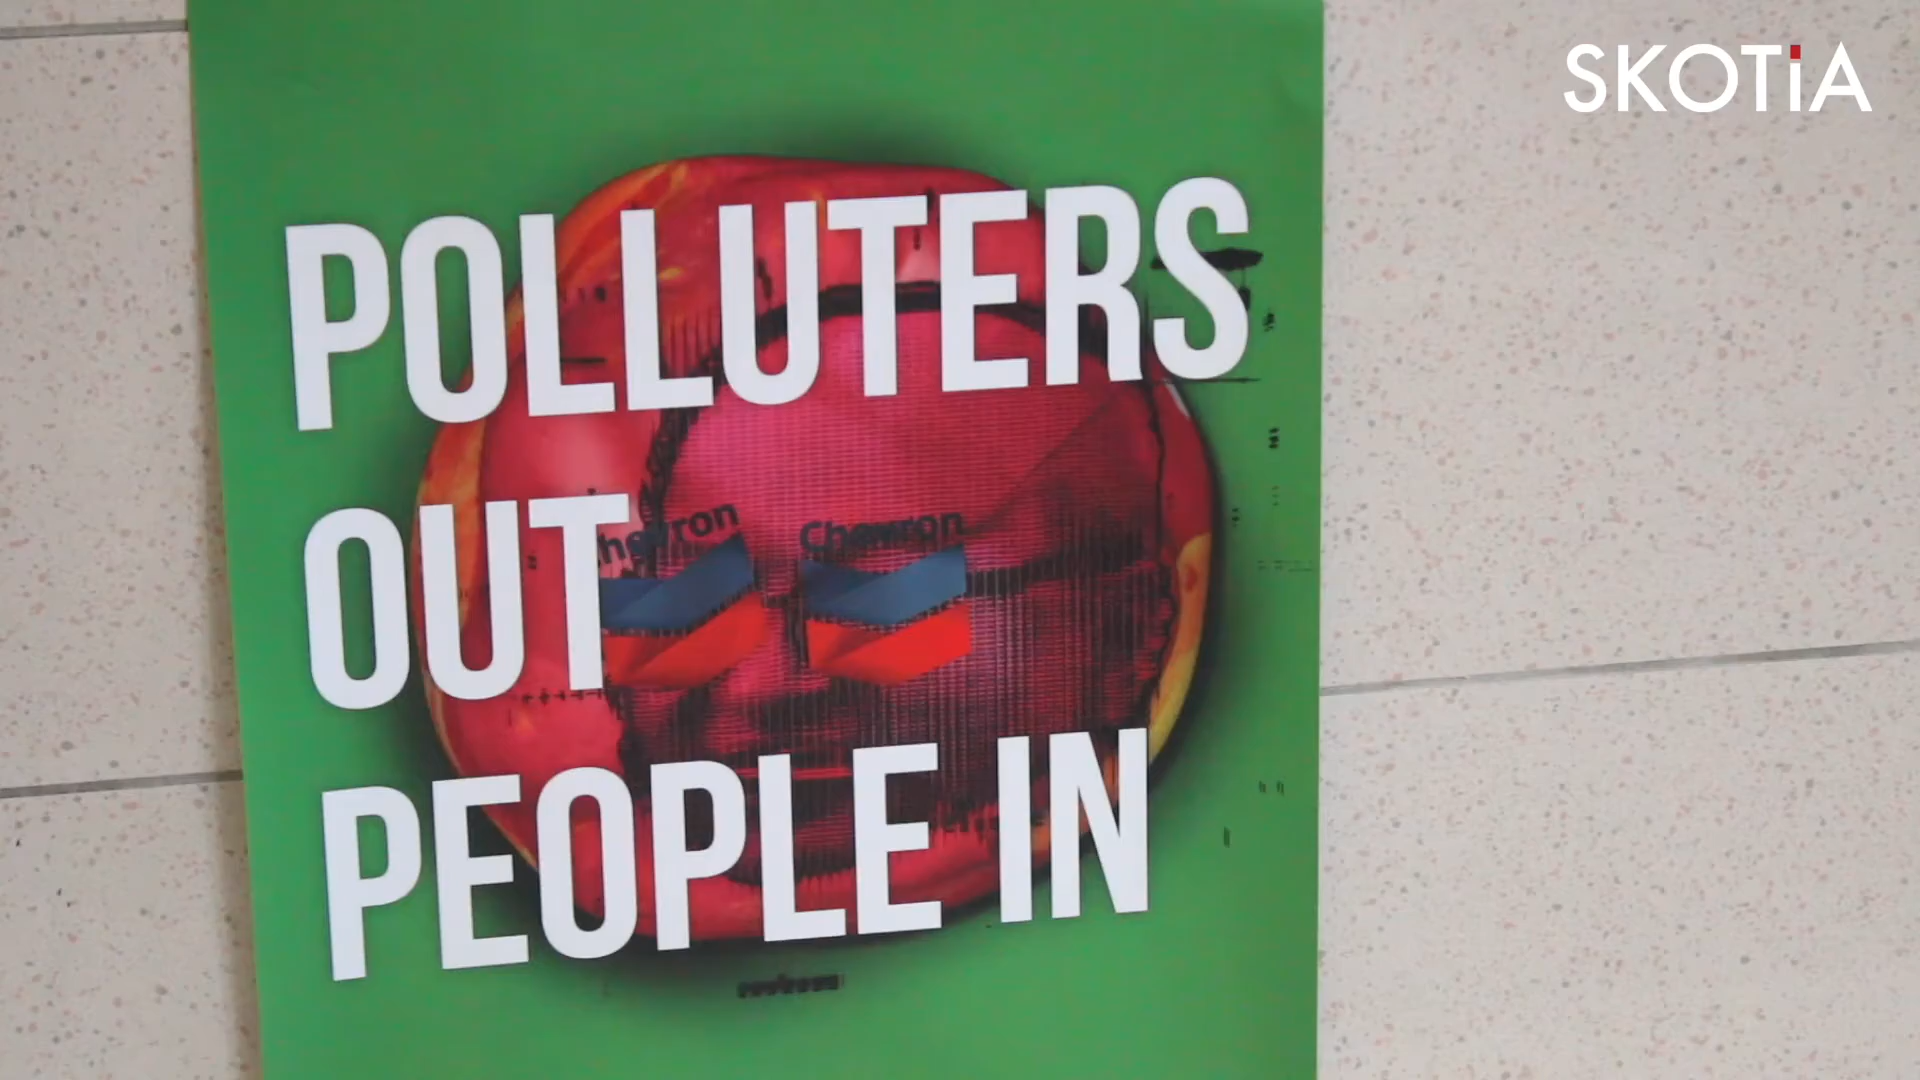 SKOTiA
POLLUTERS
OUT
Chevron
Chevron
PEOPLE IN